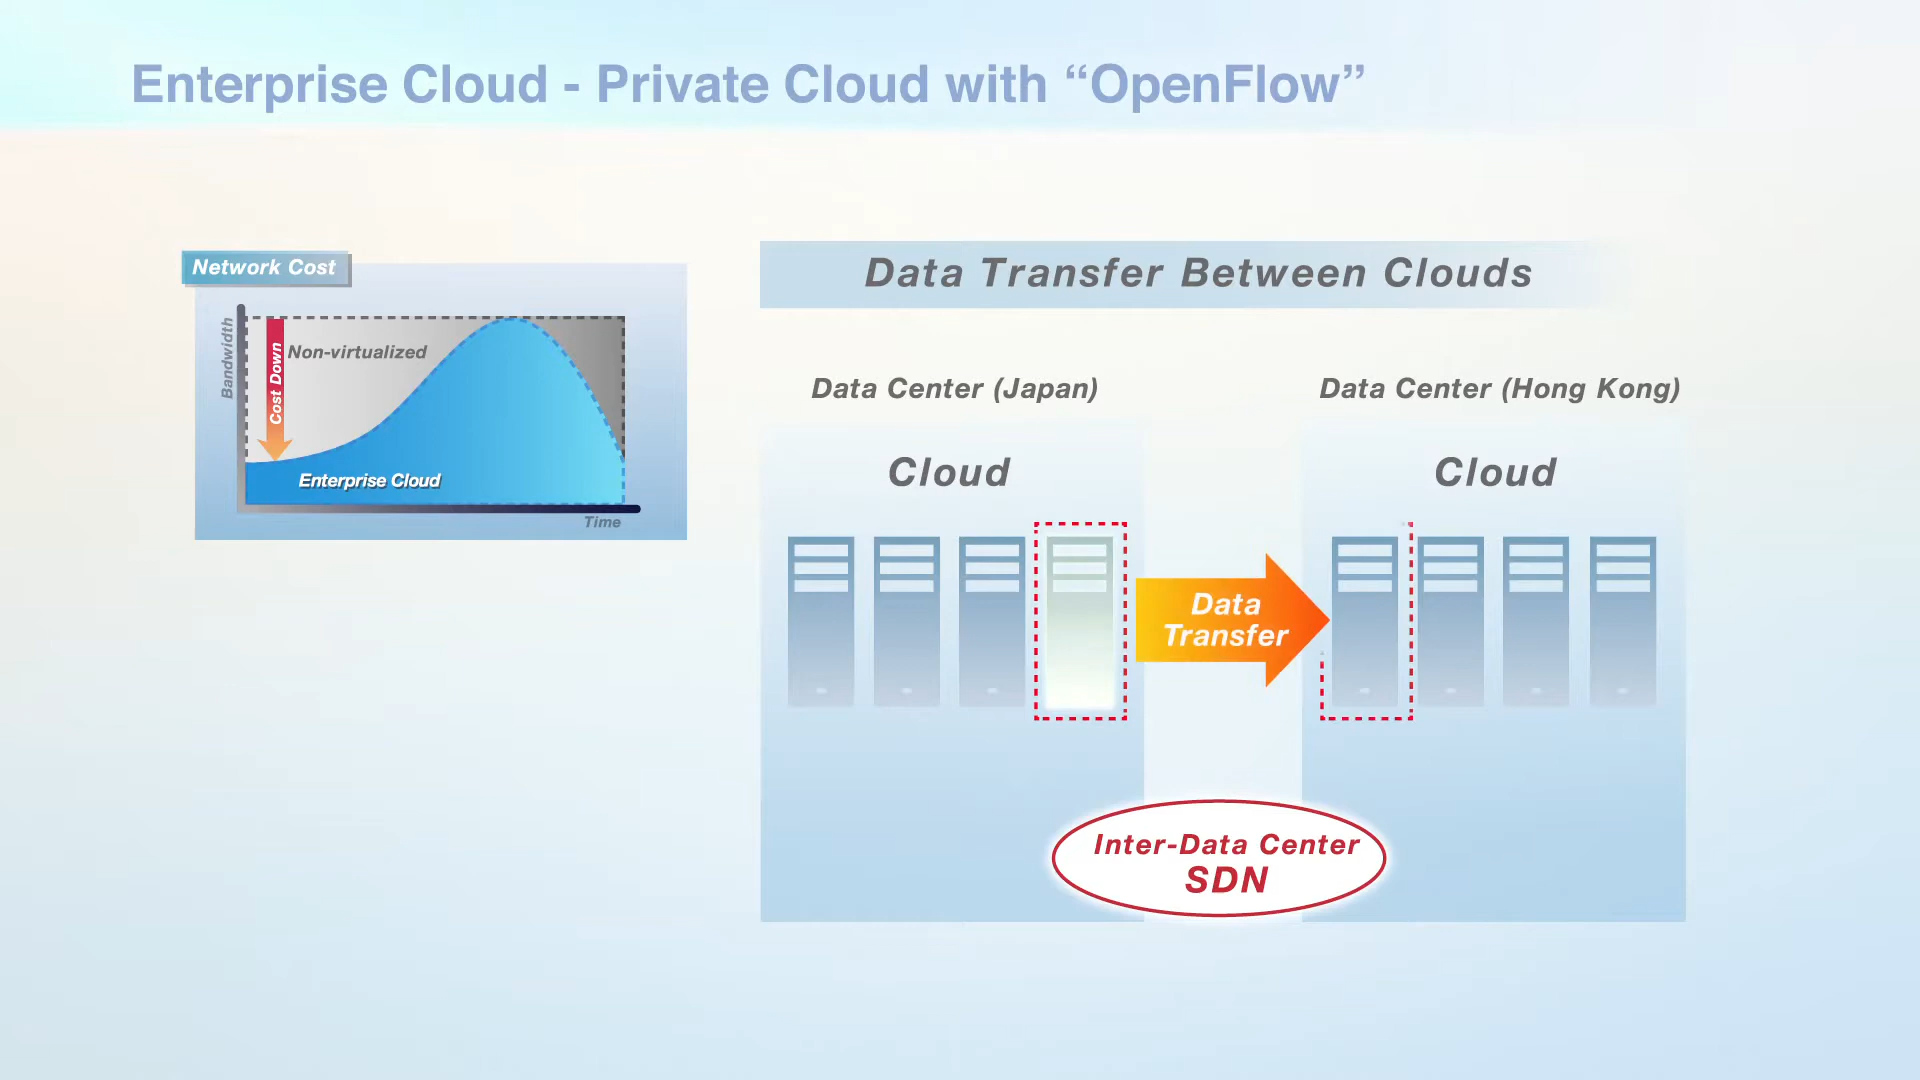 Enterprise Cloud - Private Cloud with “OpenFlow”
Network Cost
Bandwidth
Cost Down
Non-virtualized
Enterprise Cloud
Time
Data Transfer Between Clouds
Data Center (Japan)
Data Center (Hong Kong)
Cloud
Cloud
Data
Transfer
Inter-Data Center
SDN